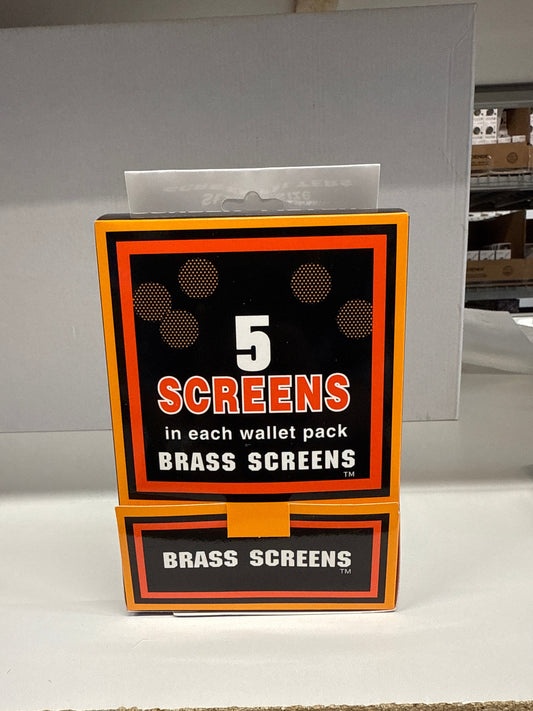 5
SCREENS
in each wallet pack
BRASS SCREENS
TM
BRASS SCREENS
TM